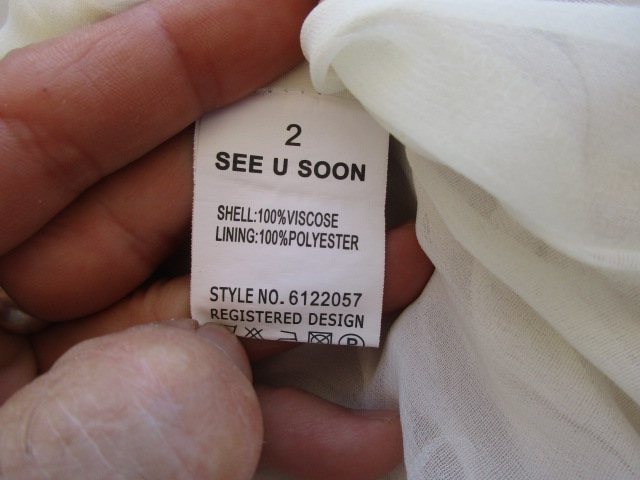 2
SEE U SOON
SHELL:100%VISCOSE
LINING:100%POLYESTER
STYLE NO. 6122057
REGISTERED DESIGN
P